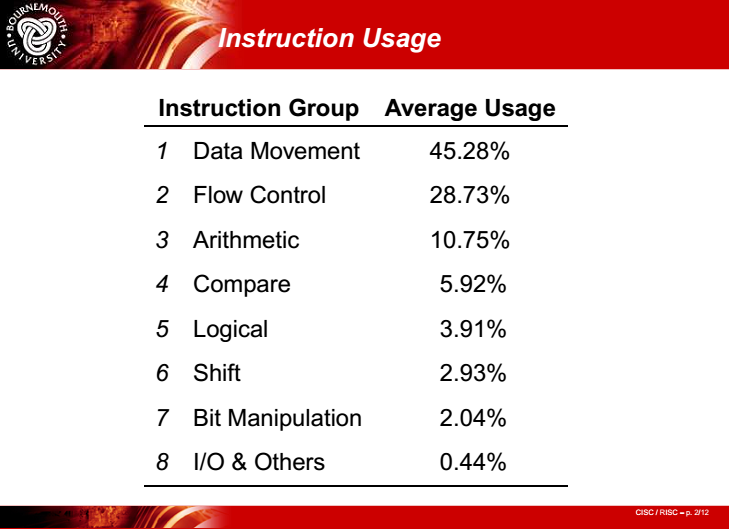 BOURNEMOUTH
UNIVERSITY
Instruction Usage
Instruction Group Average Usage
1 Data Movement 45.28%
2 Flow Control 28.73%
3 Arithmetic 10.75%
4 Compare 5.92%
5 Logical 3.91%
6 Shift 2.93%
7 Bit Manipulation 2.04%
8 I/O & Others 0.44%
CISC / RISC – p. 2/12